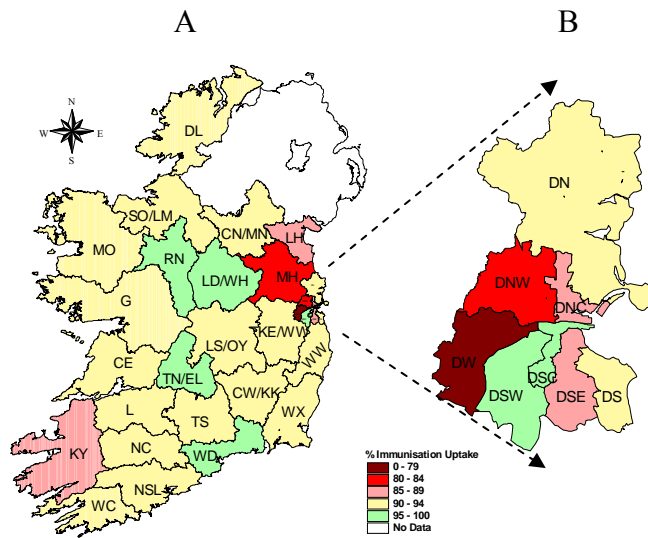 A
B
N
W
E
S
DL
SO/LM
CN/MN
LH
MO
RN
LD/WH
MH
G
LS/OY
KE/WW
WW
CE
TN/EL
CW/KK
L
TS
WX
KY
NC
WD
NSL
WC
DN
DNW
DNC
DW
DSC
DSW
DSE
DS
% Immunisation Uptake
0 - 79
80 - 84
85 - 89
90 - 94
95 - 100
No Data